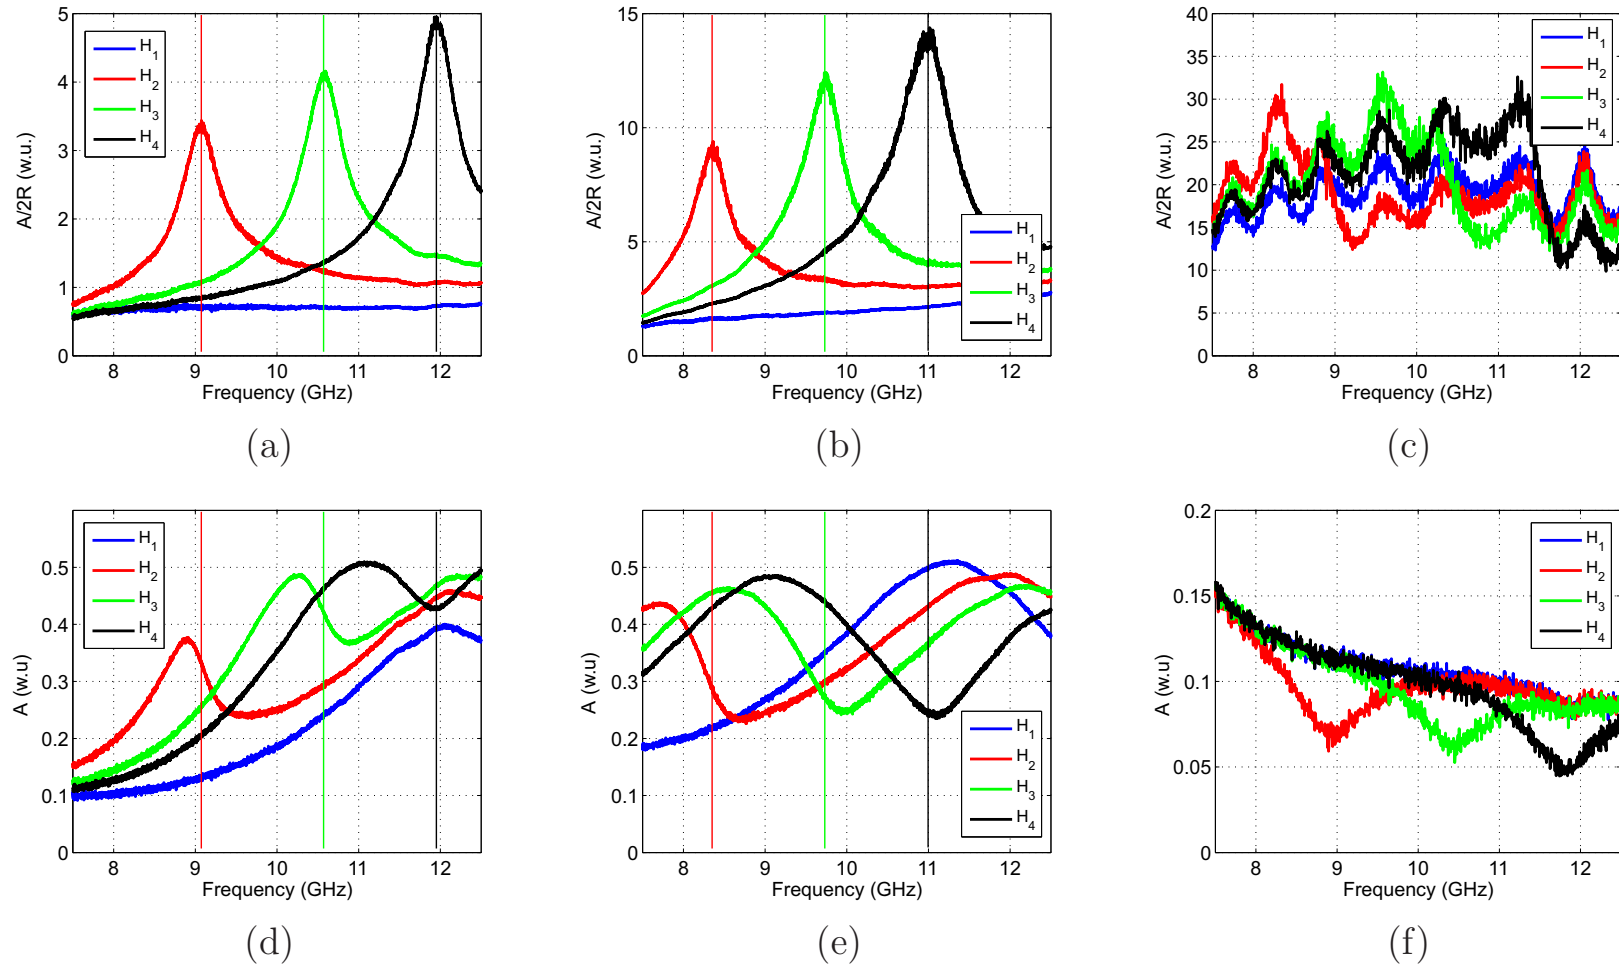 5
4
3
2
1
0
A/2R (w.u.)
H1
H2
H3
H4
8 9 10 11 12
Frequency (GHz)
(a)
15
10
5
0
A/2R (w.u.)
H1
H2
H3
H4
8 9 10 11 12
Frequency (GHz)
(b)
40
35
30
25
20
15
10
5
0
A/2R (w.u.)
H1
H2
H3
H4
8 9 10 11 12
Frequency (GHz)
(c)
0.5
0.4
0.3
0.2
0.1
0
A (w.u)
H1
H2
H3
H4
8 9 10 11 12
Frequency (GHz)
(d)
0.5
0.4
0.3
0.2
0.1
0
A (w.u)
H1
H2
H3
H4
8 9 10 11 12
Frequency (GHz)
(e)
0.2
0.15
0.1
0.05
0
A (w.u)
H1
H2
H3
H4
8 9 10 11 12
Frequency (GHz)
(f)